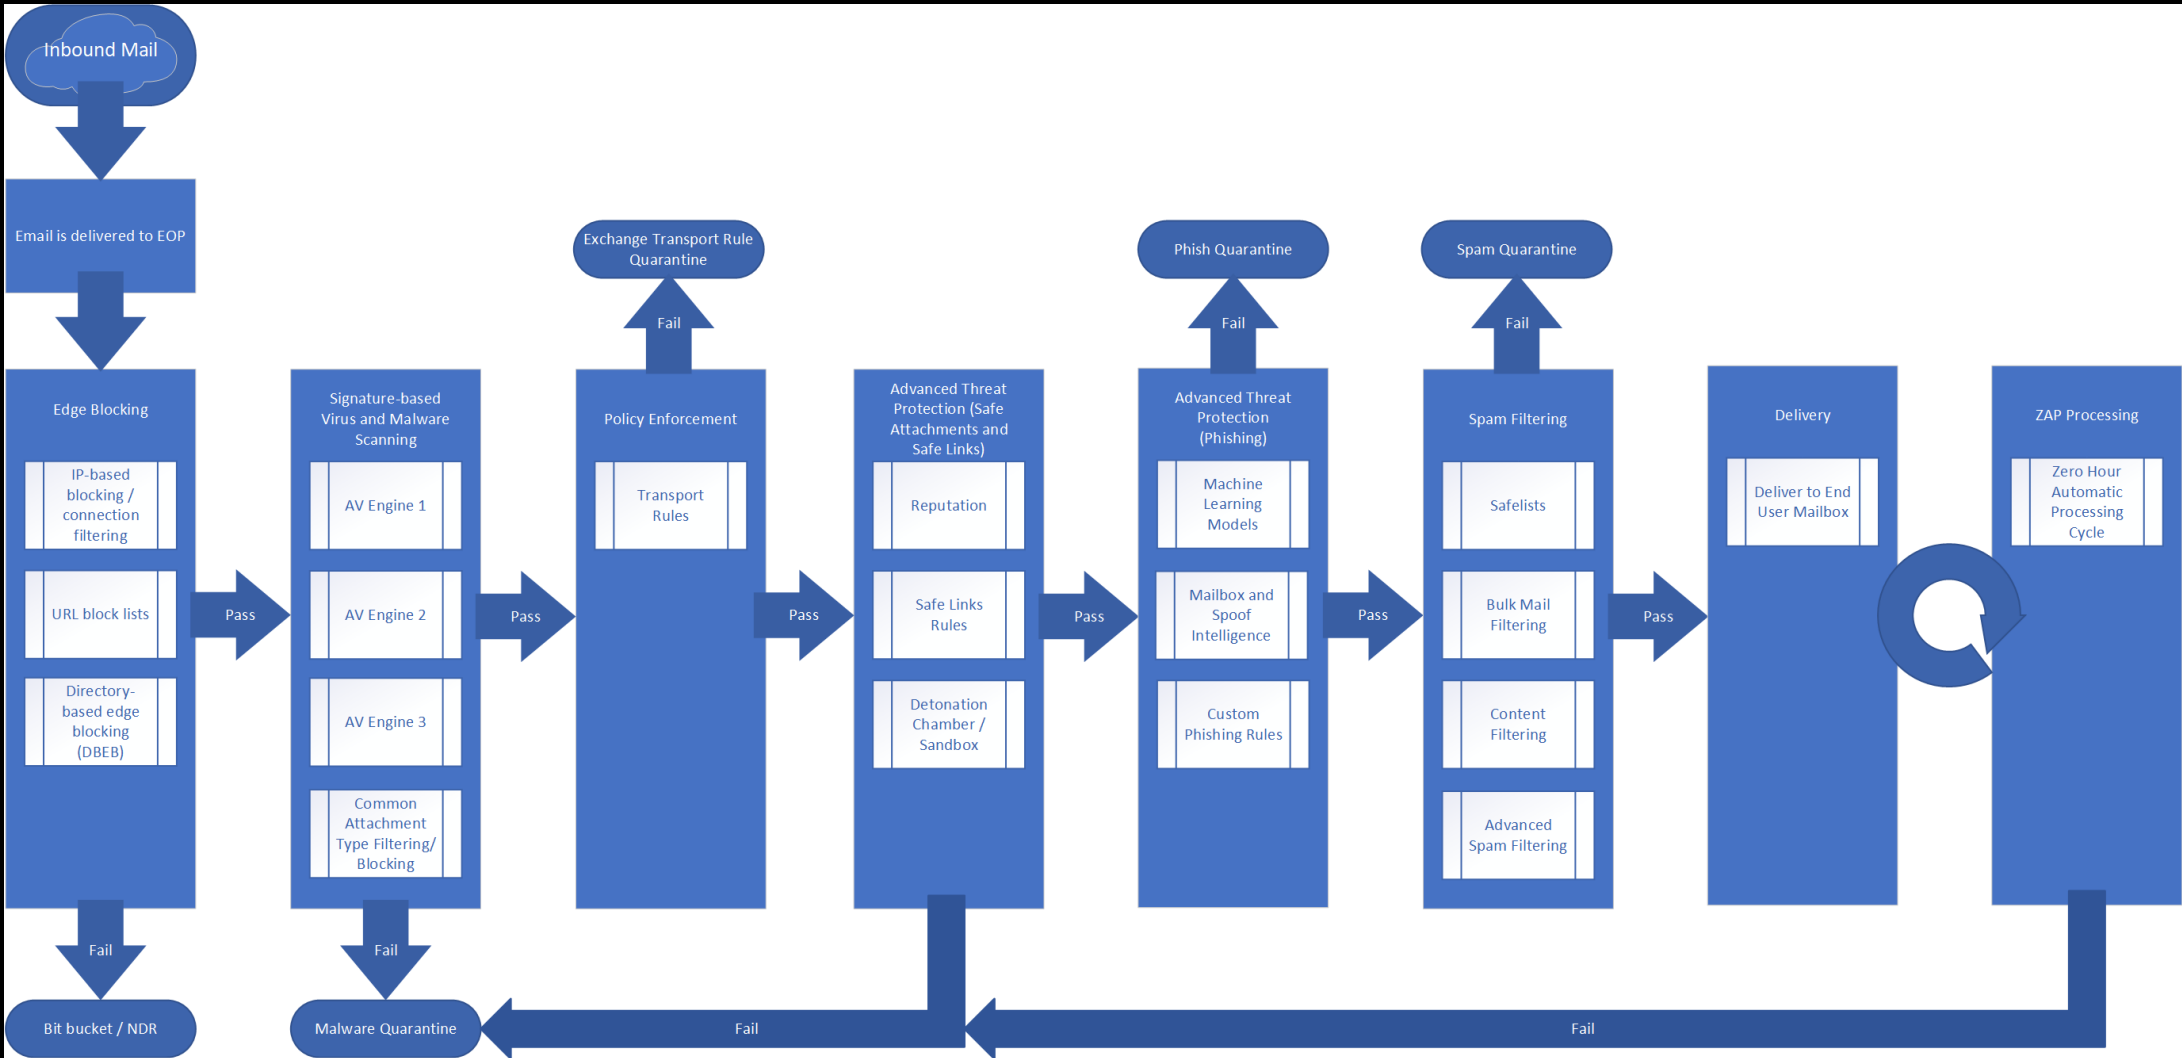 Inbound Mail
Email is delivered to EOP
Exchange Transport Rule
Quarantine
Phish Quarantine
Spam Quarantine
Fail
Fail
Fail
Edge Blocking
IP-based
blocking /
connection
filtering
URL block lists
Directory-
based edge
blocking
(DBEB)
Pass
Signature-based
Virus and Malware
Scanning
AV Engine 1
AV Engine 2
AV Engine 3
Common
Attachment
Type Filtering/
Blocking
Pass
Policy Enforcement
Transport
Rules
Pass
Advanced Threat
Protection (Safe
Attachments and
Safe Links)
Reputation
Safe Links
Rules
Detonation
Chamber /
Sandbox
Pass
Advanced Threat
Protection
(Phishing)
Machine
Learning
Models
Mailbox and
Spoof
Intelligence
Custom
Phishing Rules
Pass
Spam Filtering
Safelists
Bulk Mail
Filtering
Content
Filtering
Advanced
Spam Filtering
Pass
Delivery
Deliver to End
User Mailbox
ZAP Processing
Zero Hour
Automatic
Processing
Cycle
Fail
Fail
Bit bucket / NDR
Malware Quarantine
Fail
Fail